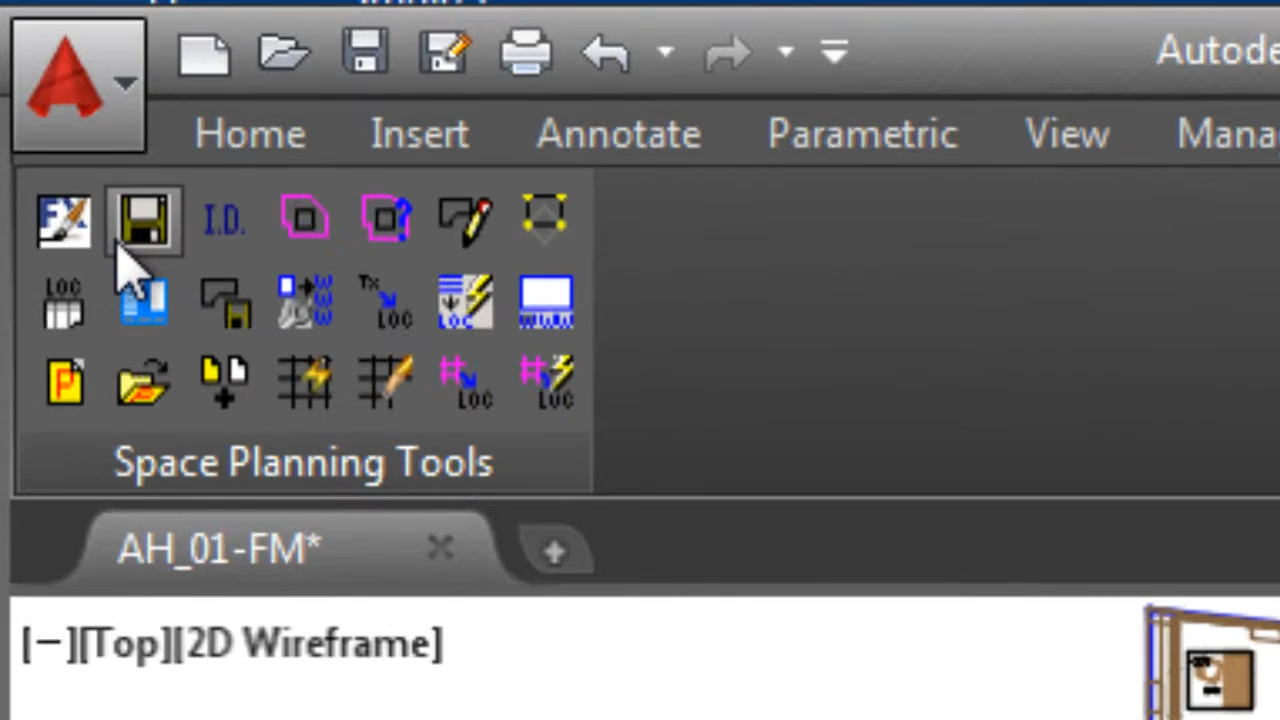 Autode
Home Insert Annotate Parametric View Mana
FX I.D. ?
LOC Tx LOC LOC
P LOC LOC
Space Planning Tools
AH_01-FM*
[−][Top][2D Wireframe]